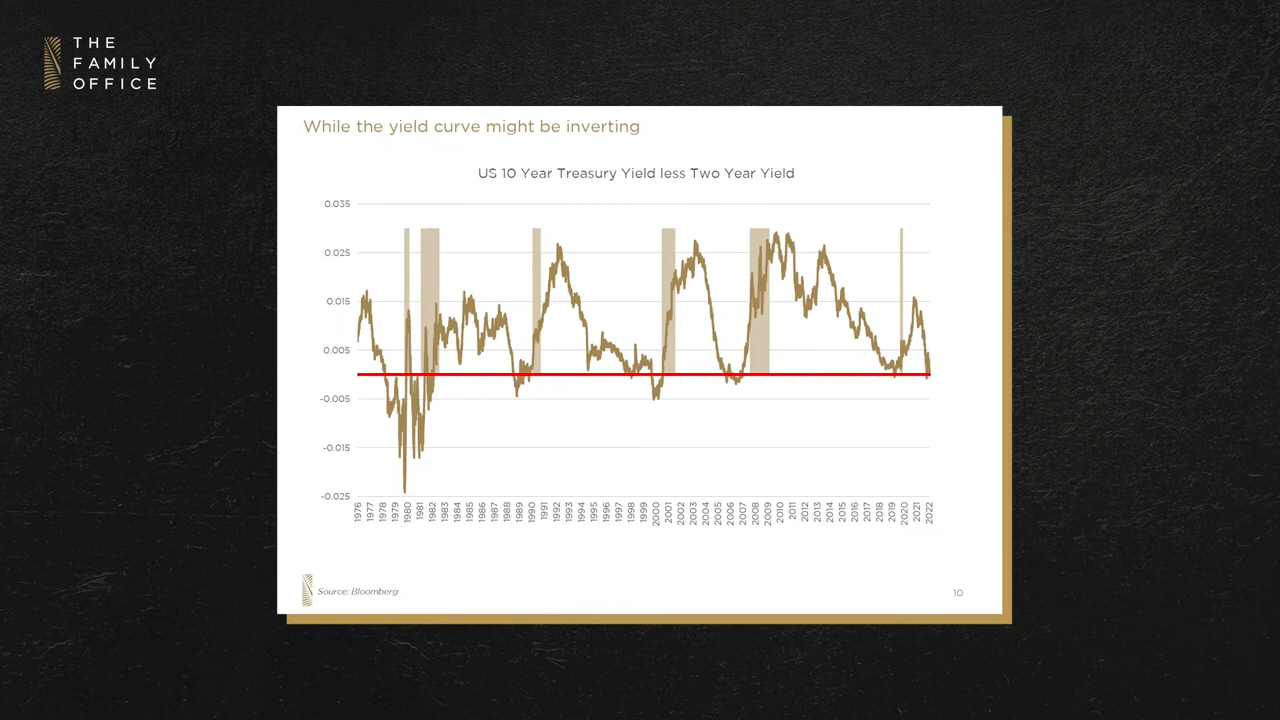 THE
FAMILY
OFFICE
While the yield curve might be inverting
US 10 Year Treasury Yield less Two Year Yield
0.035
0.025
0.015
0.005
-0.005
-0.015
-0.025
1976 1977 1978 1979 1980 1981 1982 1983 1984 1985 1986 1987 1988 1989 1990 1991 1992 1993 1994 1995 1996 1997 1998 1999 2000 2001 2002 2003 2004 2005 2006 2007 2008 2009 2010 2011 2012 2013 2014 2015 2016 2017 2018 2019 2020 2021 2022
Source: Bloomberg
10